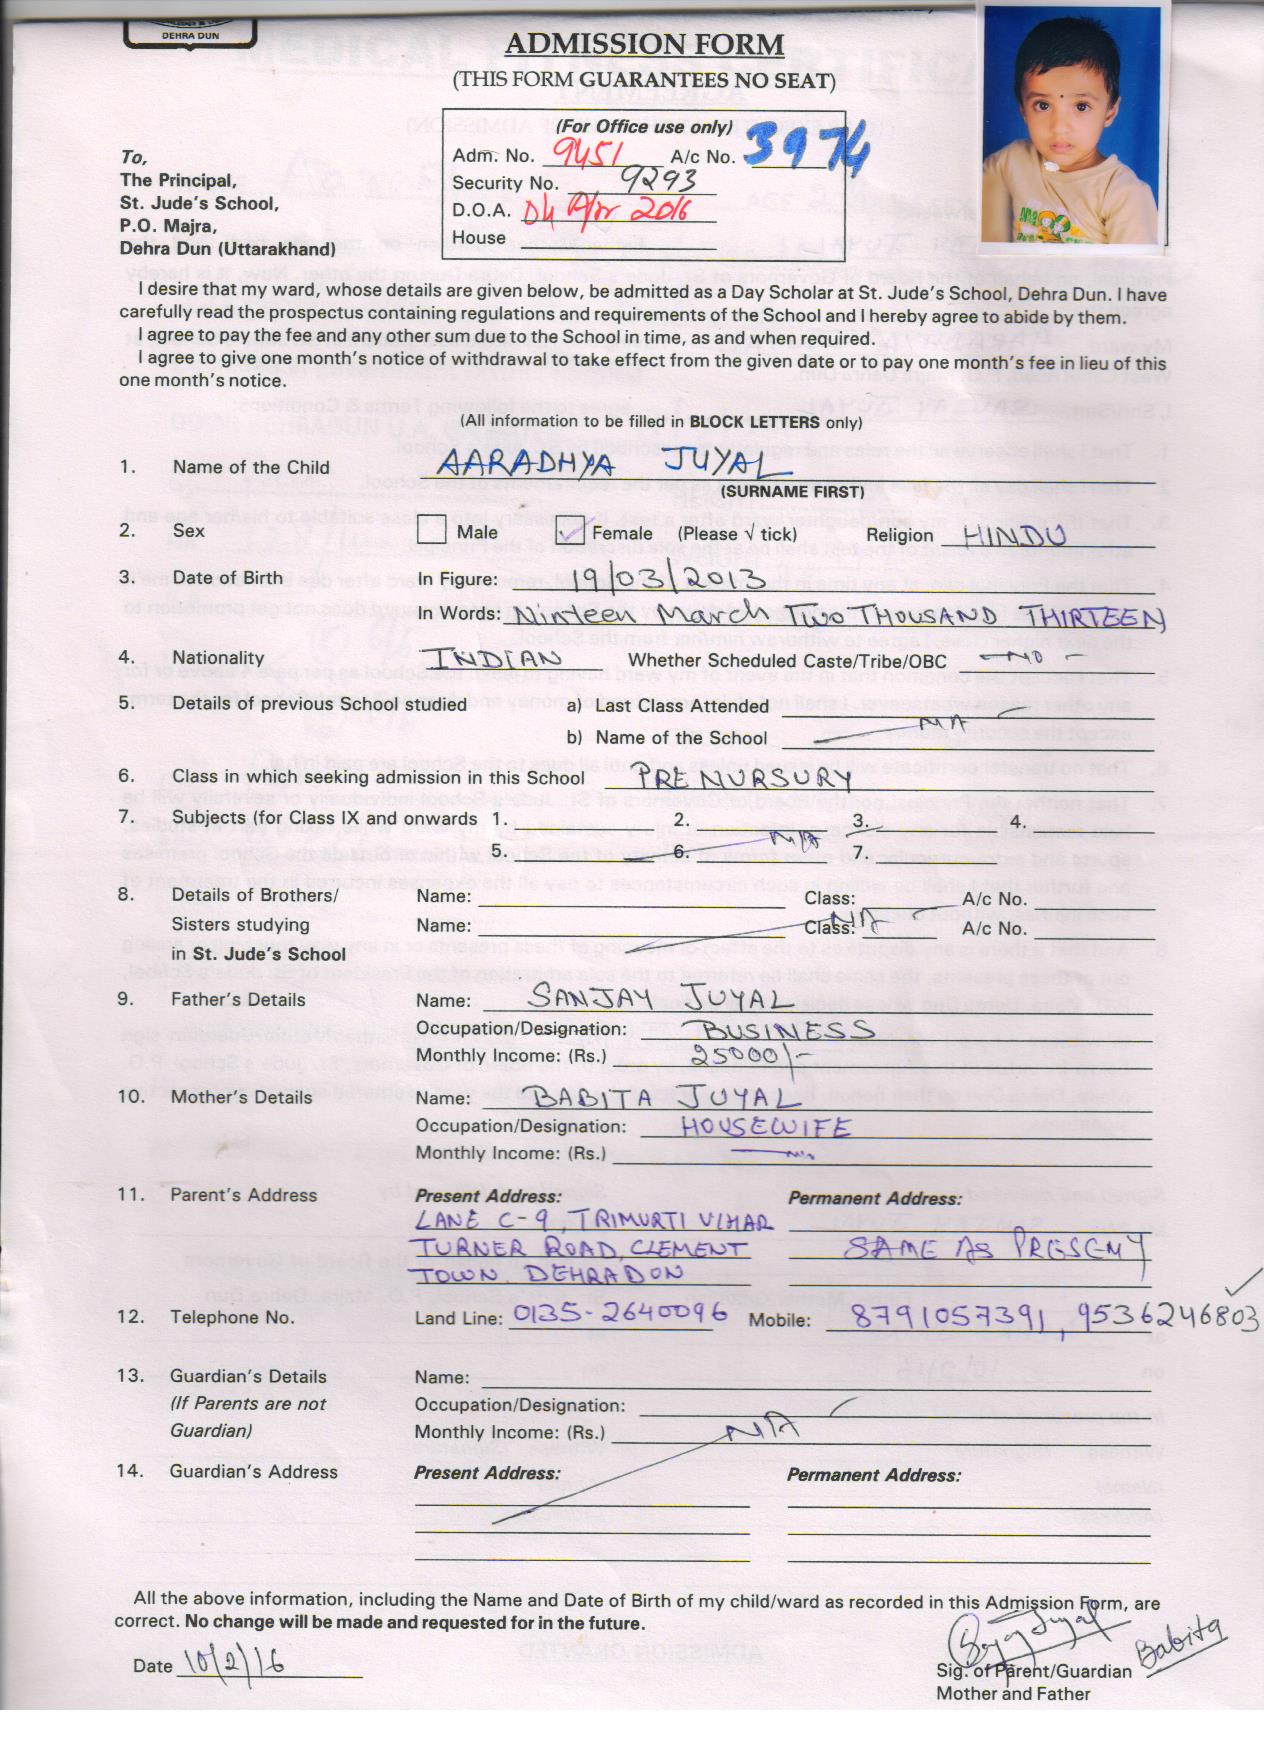 DEHRA DUN
ADMISSION FORM
(THIS FORM GUARANTEES NO SEAT)
(For Office use only)
Adm. No. 9451 A/c No. 3974
Security No. 9293
D.O.A. 04 Apr 2016
House
To,
The Principal,
St. Jude's School,
P.O. Majra,
Dehra Dun (Uttarakhand)
I desire that my ward, whose details are given below, be admitted as a Day Scholar at St. Jude's School, Dehra Dun. I have
carefully read the prospectus containing regulations and requirements of the School and I hereby agree to abide by them.
I agree to pay the fee and any other sum due to the School in time, as and when required.
I agree to give one month's notice of withdrawal to take effect from the given date or to pay one month's fee in lieu of this
one month's notice.
(All information to be filled in BLOCK LETTERS only)
1. Name of the Child AARADHYA JUYAL
(SURNAME FIRST)
2. Sex Male Female (Please √ tick) Religion HINDU
3. Date of Birth In Figure: 19/03/2013
In Words: Ninteen March TWO THOUSAND THIRTEEN
4. Nationality INDIAN Whether Scheduled Caste/Tribe/OBC NO
5. Details of previous School studied a) Last Class Attended
NA
b) Name of the School
6. Class in which seeking admission in this School PRE NURSURY
7. Subjects (for Class IX and onwards 1. 2. 3. 4.
5. 6. N/A 7.
8. Details of Brothers/ Name: Class: A/c No.
Sisters studying Name: Class: NA A/c No.
in St. Jude's School
9. Father's Details Name: SANJAY JUYAL
Occupation/Designation: BUSINESS
Monthly Income: (Rs.) 25000/-
10. Mother's Details Name: BABITA JUYAL
Occupation/Designation: HOUSEWIFE
Monthly Income: (Rs.)
11. Parent's Address Present Address: Permanent Address:
LANE C-9, TRIMURTI VIHAR
TURNER ROAD, CLEMENT SAME AS PRESENT
TOWN. DEHRADON
12. Telephone No. Land Line: 0135-2640096 Mobile: 8791057391, 9536246803
13. Guardian's Details Name:
(If Parents are not Occupation/Designation:
Guardian) Monthly Income: (Rs.) N/A
14. Guardian's Address Present Address: Permanent Address:
All the above information, including the Name and Date of Birth of my child/ward as recorded in this Admission Form, are
correct. No change will be made and requested for in the future.
Date 10/2/16
Babita
Sig. of Parent/Guardian
Mother and Father